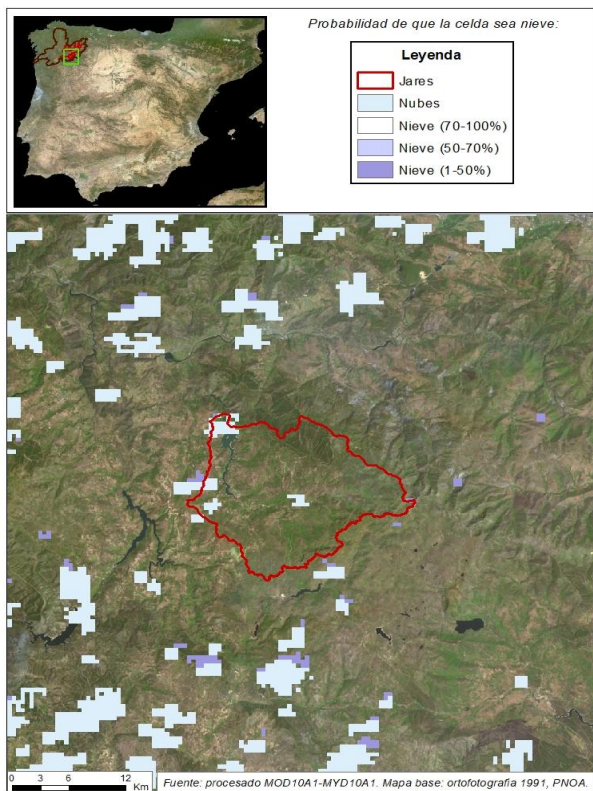 Probabilidad de que la celda sea nieve:
Leyenda
Jares
Nubes
Nieve (70-100%)
Nieve (50-70%)
Nieve (1-50%)
0 3 6 12
Km
Fuente: procesado MOD10A1-MYD10A1. Mapa base: ortofotografia 1991, PNOA.